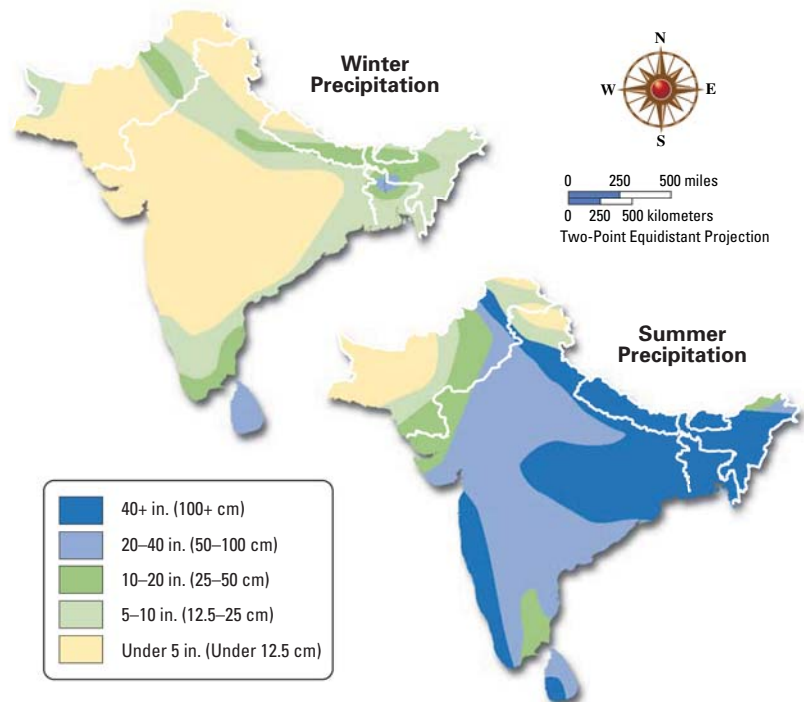 Winter
Precipitation
N
W
E
S
0 250 500 miles
0 250 500 kilometers
Two-Point Equidistant Projection
Summer
Precipitation
40+ in. (100+ cm)
20–40 in. (50–100 cm)
10–20 in. (25–50 cm)
5–10 in. (12.5–25 cm)
Under 5 in. (Under 12.5 cm)